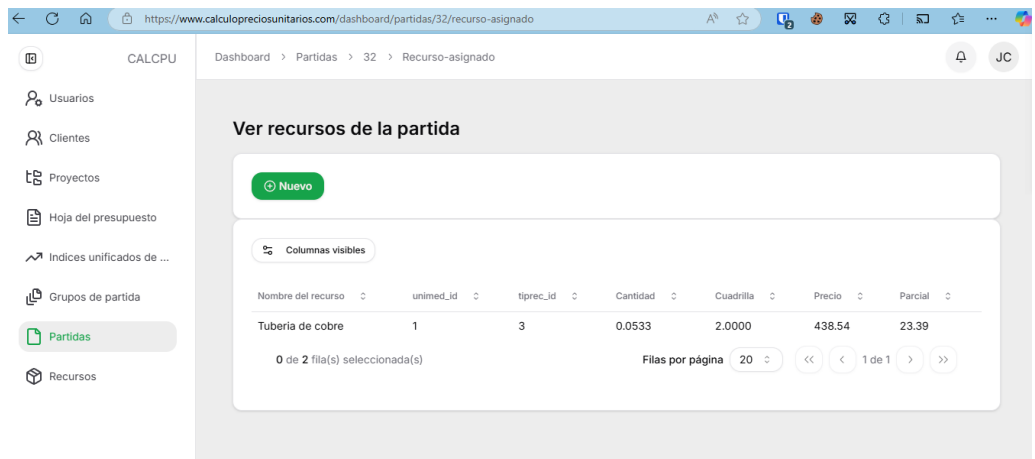 https://www.calculopreciosunitarios.com/dashboard/partidas/32/recurso-asignado
2
CALCPU
Dashboard > Partidas > 32 > Recurso-asignado
JC
Usuarios
Clientes
Proyectos
Hoja del presupuesto
Indices unificados de ...
Grupos de partida
Partidas
Recursos
Ver recursos de la partida
Nuevo
Columnas visibles
Nombre del recurso unimed_id tiprec_id Cantidad Cuadrilla Precio Parcial
Tuberia de cobre 1 3 0.0533 2.0000 438.54 23.39
0 de 2 fila(s) seleccionada(s) Filas por página 20 << < 1 de 1 > >>